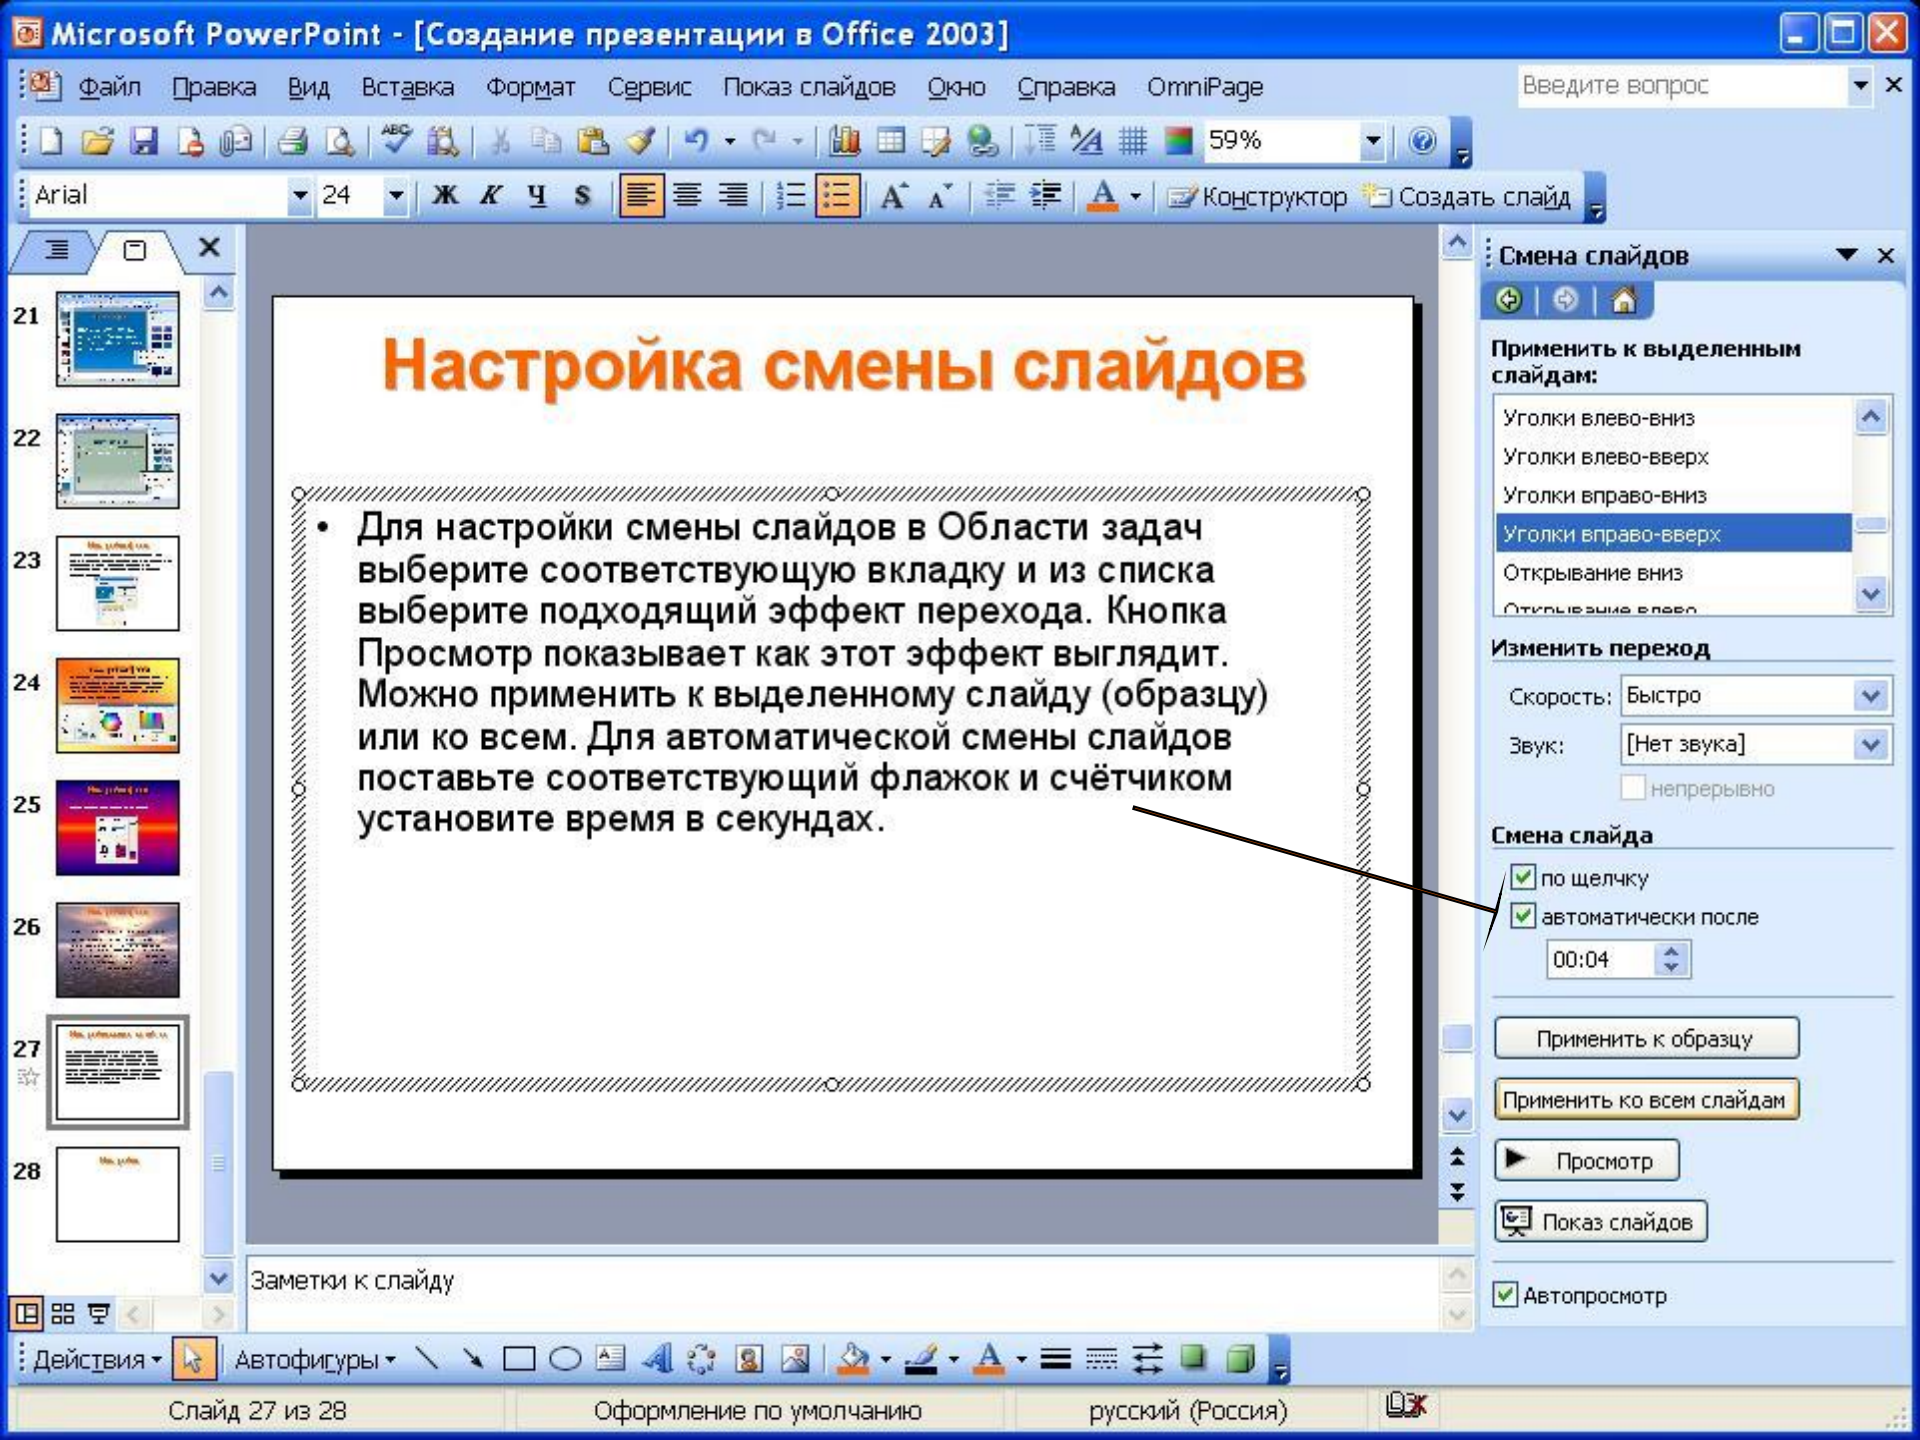 Microsoft PowerPoint - [Создание презентации в Office 2003]
Файл Правка Вид Вставка Формат Сервис Показ слайдов Окно Справка OmniPage Введите вопрос
59%
Arial 24 Ж К Ч S Конструктор Создать слайд
21
22
23
24
25
26
27
28
Настройка смены слайдов
• Для настройки смены слайдов в Области задач
выберите соответствующую вкладку и из списка
выберите подходящий эффект перехода. Кнопка
Просмотр показывает как этот эффект выглядит.
Можно применить к выделенному слайду (образцу)
или ко всем. Для автоматической смены слайдов
поставьте соответствующий флажок и счётчиком
установите время в секундах.
Смена слайдов
Применить к выделенным
слайдам:
Уголки влево-вниз
Уголки влево-вверх
Уголки вправо-вниз
Уголки вправо-вверх
Открывание вниз
Открывание влево
Изменить переход
Скорость: Быстро
Звук: [Нет звука]
непрерывно
Смена слайда
по щелчку
автоматически после
00:04
Применить к образцу
Применить ко всем слайдам
Просмотр
Показ слайдов
Автопросмотр
Заметки к слайду
Действия Автофигуры
Слайд 27 из 28 Оформление по умолчанию русский (Россия)